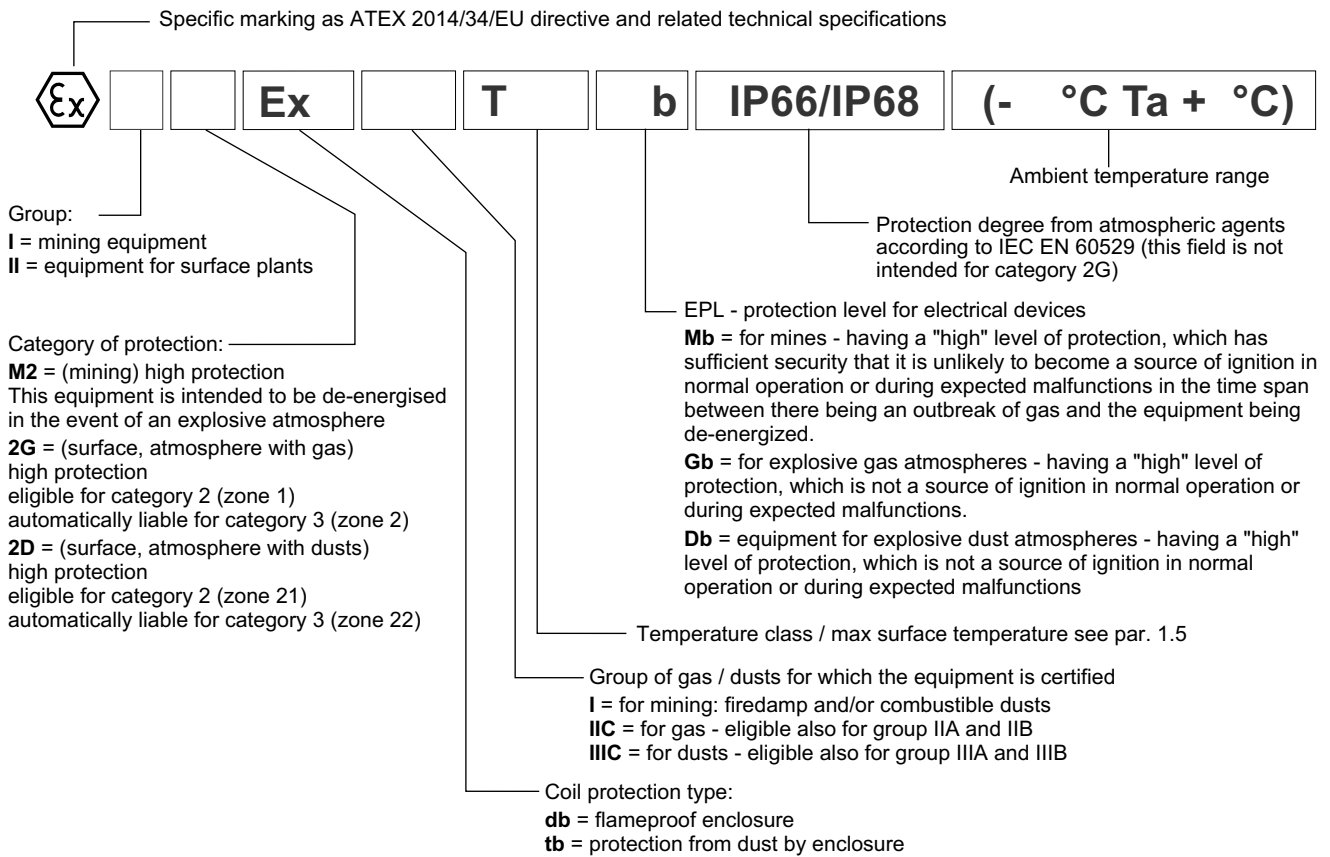 Specific marking as ATEX 2014/34/EU directive and related technical specifications
Ex Ex T b IP66/IP68 (- °C Ta + °C)
Ambient temperature range
Group:
I = mining equipment
II = equipment for surface plants
Protection degree from atmospheric agents
according to IEC EN 60529 (this field is not
intended for category 2G)
EPL - protection level for electrical devices
Mb = for mines - having a "high" level of protection, which has
sufficient security that it is unlikely to become a source of ignition in
normal operation or during expected malfunctions in the time span
between there being an outbreak of gas and the equipment being
de-energized.
Gb = for explosive gas atmospheres - having a "high" level of
protection, which is not a source of ignition in normal operation or
during expected malfunctions.
Db = equipment for explosive dust atmospheres - having a "high"
level of protection, which is not a source of ignition in normal
operation or during expected malfunctions
Category of protection:
M2 = (mining) high protection
This equipment is intended to be de-energised
in the event of an explosive atmosphere
2G = (surface, atmosphere with gas)
high protection
eligible for category 2 (zone 1)
automatically liable for category 3 (zone 2)
2D = (surface, atmosphere with dusts)
high protection
eligible for category 2 (zone 21)
automatically liable for category 3 (zone 22)
Temperature class / max surface temperature see par. 1.5
Group of gas / dusts for which the equipment is certified
I = for mining: firedamp and/or combustible dusts
IIC = for gas - eligible also for group IIA and IIB
IIIC = for dusts - eligible also for group IIIA and IIIB
Coil protection type:
db = flameproof enclosure
tb = protection from dust by enclosure